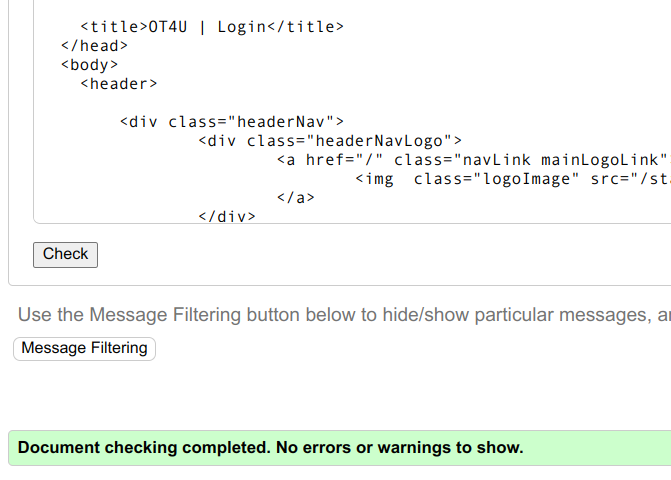 <title>OT4U | Login</title>
</head>
<body>
<header>
<div class="headerNav">
<div class="headerNavLogo">
<a href="/" class="navLink mainLogoLink"
<img  class="logoImage" src="/st
</a>
</div>
Check
Use the Message Filtering button below to hide/show particular messages, a
Message Filtering
Document checking completed. No errors or warnings to show.